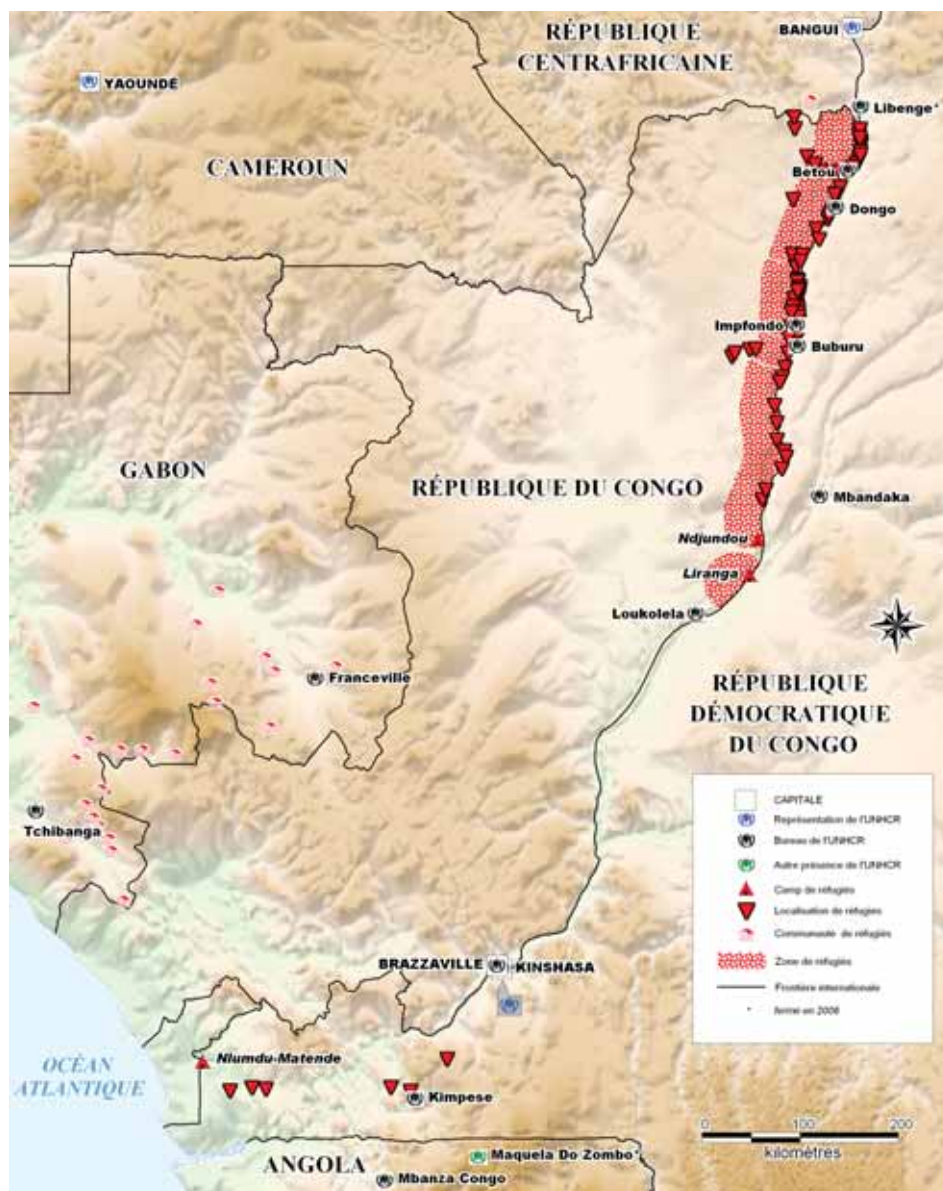 RÉPUBLIQUE
CENTRAFRICAINE
BANGUI
YAOUNDÉ
Libenge*
CAMEROUN
Betou
Dongo
Impfondo
Buburu
GABON
RÉPUBLIQUE DU CONGO
Mbandaka
Ndjundou
Liranga
Loukolela
Franceville
RÉPUBLIQUE
DÉMOCRATIQUE
DU CONGO
Tchibanga
CAPITALE
Représentation de l'UNHCR
Bureau de l'UNHCR
Autre présence de l'UNHCR
Camp de réfugiés
Localisation de réfugiés
Communauté de réfugiés
Zone de réfugiés
Frontière internationale
* fermé en 2006
BRAZZAVILLE
KINSHASA
OCÉAN
ATLANTIQUE
Nlumdu-Matende
Kimpese
0 100 200
kilomètres
ANGOLA
Maquela Do Zombo*
Mbanza Congo